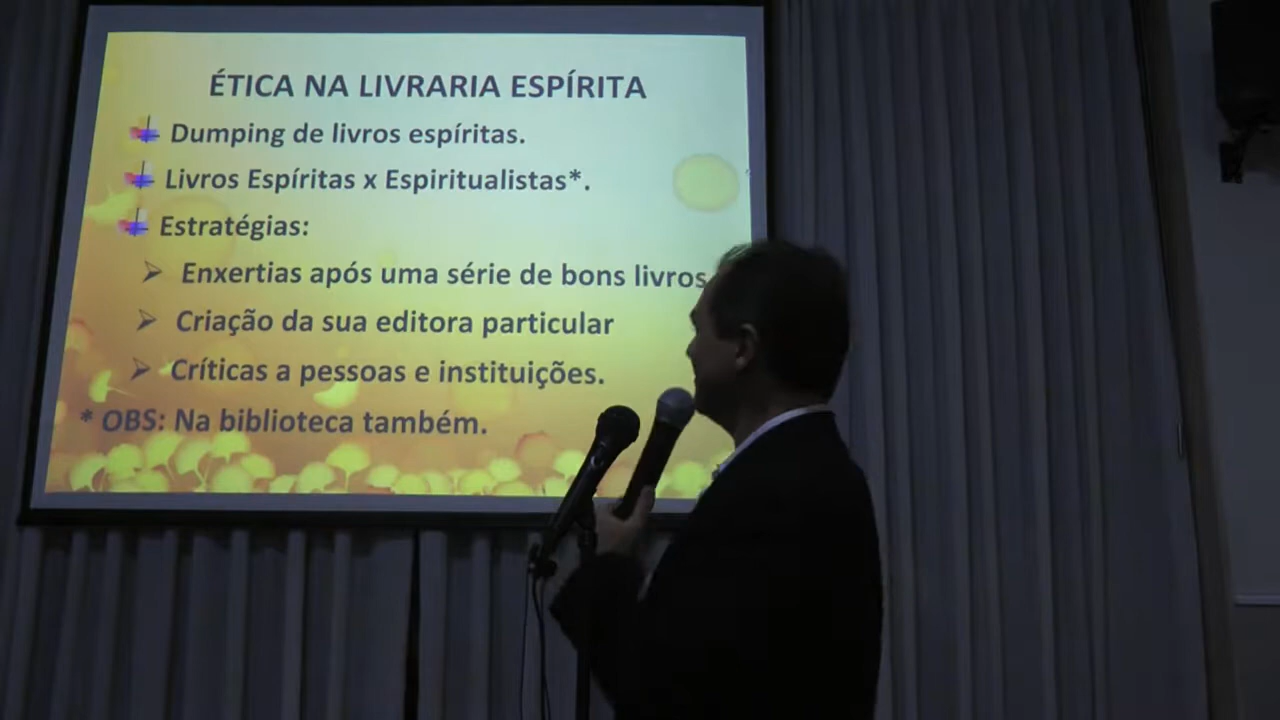 ÉTICA NA LIVRARIA ESPÍRITA
Dumping de livros espíritas.
Livros Espíritas x Espiritualistas*.
Estratégias:
Enxertias após uma série de bons livros
Criação da sua editora particular
Críticas a pessoas e instituições.
* OBS: Na biblioteca também.